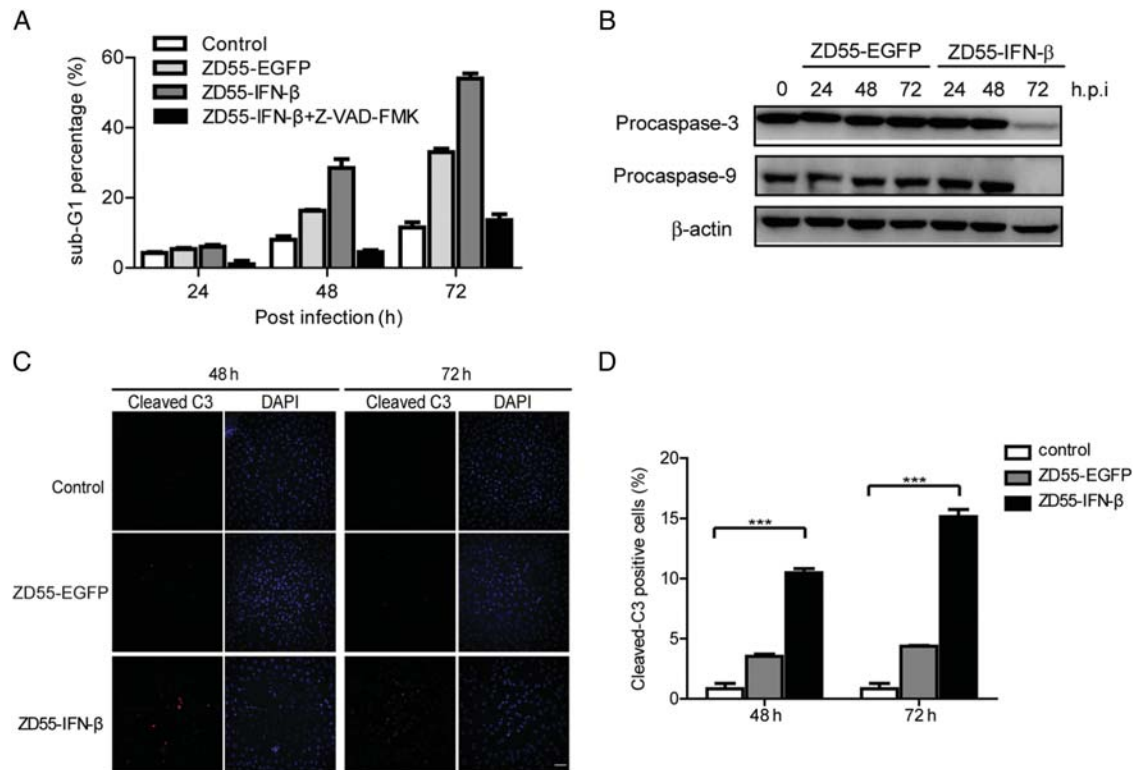 A
Control
ZD55-EGFP
ZD55-IFN-β
ZD55-IFN-β+Z-VAD-FMK
sub-G1 percentage (%)
60
40
20
0
24 48 72
Post infection (h)
B
ZD55-EGFP ZD55-IFN-β
0 24 48 72 24 48 72 h.p.i
Procaspase-3
Procaspase-9
β-actin
C
48 h 72 h
Cleaved C3 DAPI Cleaved C3 DAPI
Control
ZD55-EGFP
ZD55-IFN-β
D
control
ZD55-EGFP
ZD55-IFN-β
Cleaved-C3 positive cells (%)
20
15
10
5
0
*** ***
48 h 72 h